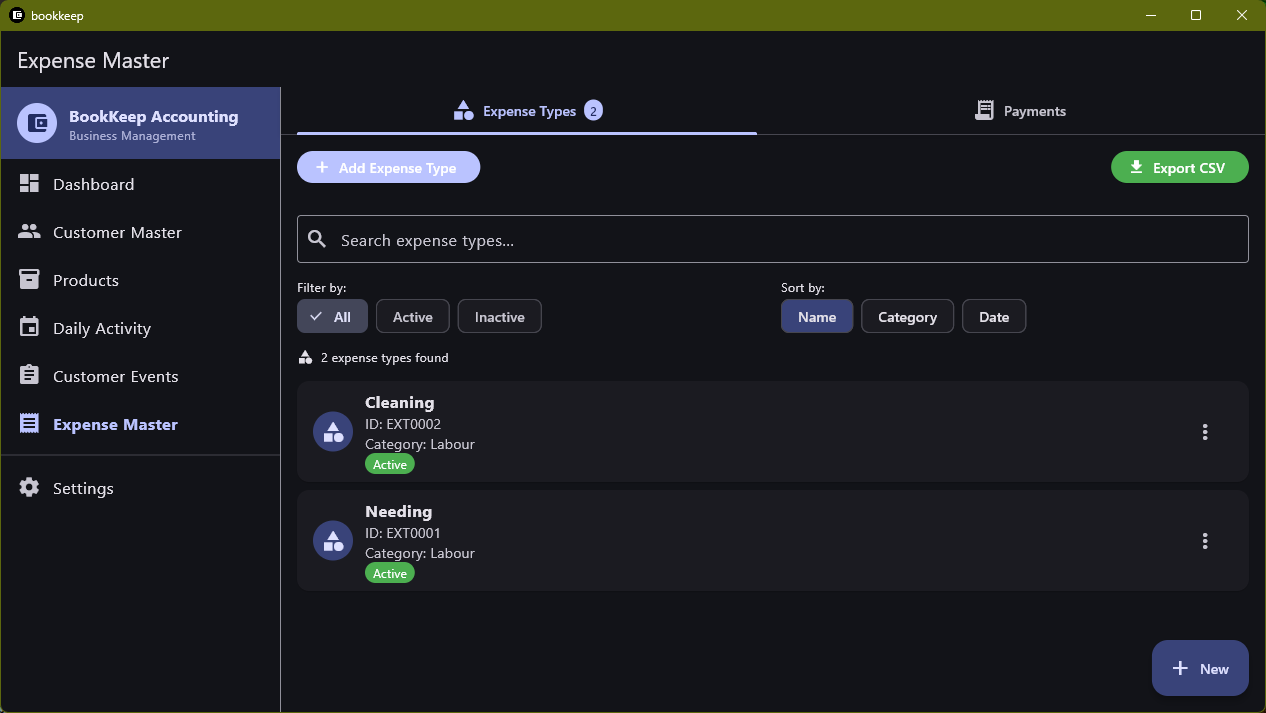 bookkeep
Expense Master
BookKeep Accounting
Business Management
Dashboard
Customer Master
Products
Daily Activity
Customer Events
Expense Master
Settings
Expense Types 2
Payments
Add Expense Type
Export CSV
Search expense types...
Filter by:
All Active Inactive
Sort by:
Name Category Date
2 expense types found
Cleaning
ID: EXT0002
Category: Labour
Active
Needing
ID: EXT0001
Category: Labour
Active
New